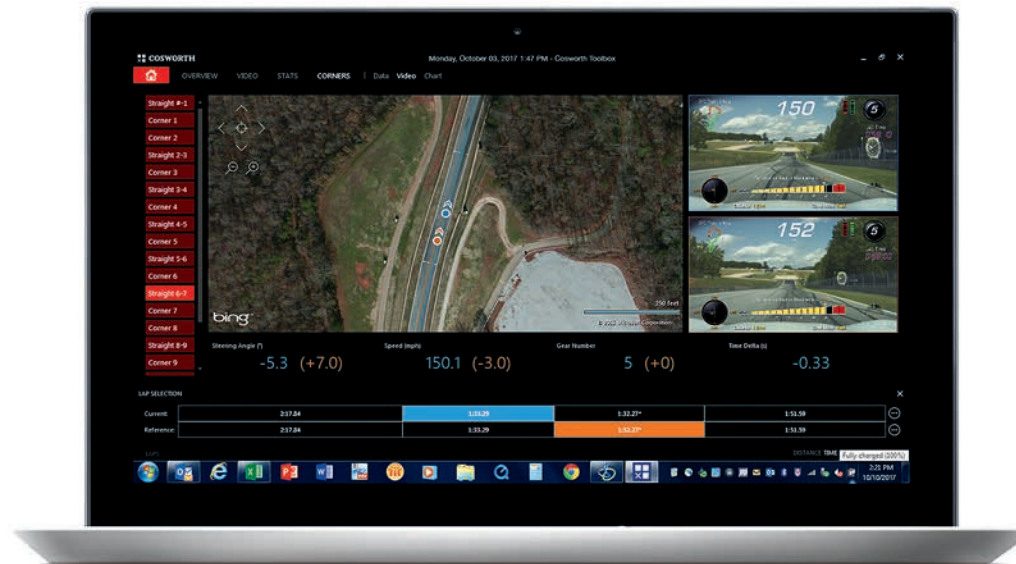 COSWORTH
Monday, October 03, 2017 1:47 PM - Cosworth Toolbox
OVERVIEW VIDEO STATS CORNERS | Data Video Chart
Straight #-1
Corner 1
Corner 2
Straight 2-3
Corner 3
Straight 3-4
Corner 4
Straight 4-5
Corner 5
Straight 5-6
Corner 6
Straight 6-7
Corner 7
Corner 8
Straight 8-9
Corner 9
bing
250 feet
150
5
152
5
Steering Angle (°) Speed (mph) Gear Number Time Delta (s)
-5.3 (+7.0) 150.1 (-3.0) 5 (+0) -0.33
LAP SELECTION
Current: 2:17.84 1:33.29 1:32.27* 1:51.59
Reference: 2:17.84 1:33.29 1:32.27* 1:51.59
LAPS
DISTANCE TIME
Fully charged (100%)
2:21 PM
10/10/2017